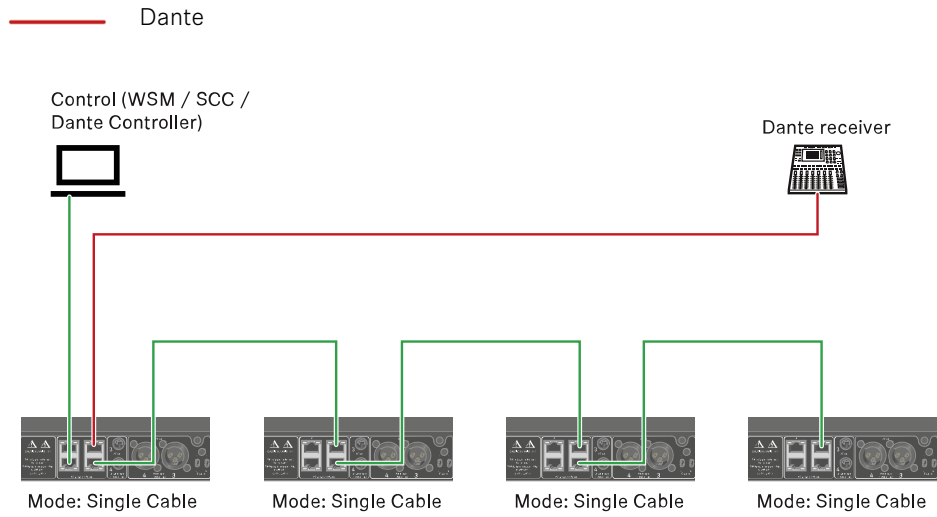 Dante
Control (WSM / SCC /
Dante Controller)
Dante receiver
Mode: Single Cable
Mode: Single Cable
Mode: Single Cable
Mode: Single Cable